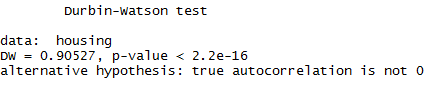 Durbin-Watson test
data:  housing
DW = 0.90527, p-value < 2.2e-16
alternative hypothesis: true autocorrelation is not 0